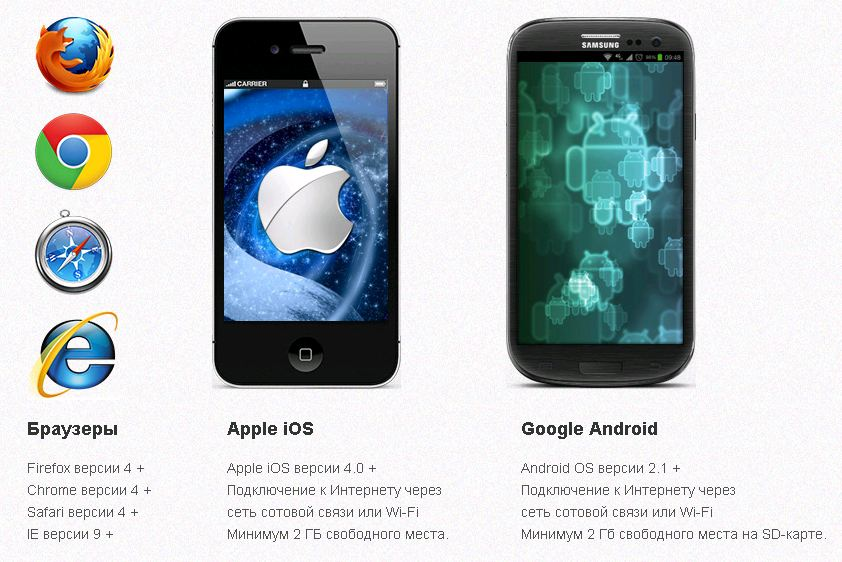 CARRIER
SAMSUNG
98% 09:48
Браузеры
Firefox версии 4 +
Chrome версии 4 +
Safari версии 4 +
IE версии 9 +
Apple iOS
Apple iOS версии 4.0 +
Подключение к Интернету через
сеть сотовой связи или Wi-Fi
Минимум 2 ГБ свободного места.
Google Android
Android OS версии 2.1 +
Подключение к Интернету через
сеть сотовой связи или Wi-Fi
Минимум 2 Гб свободного места на SD-карте.